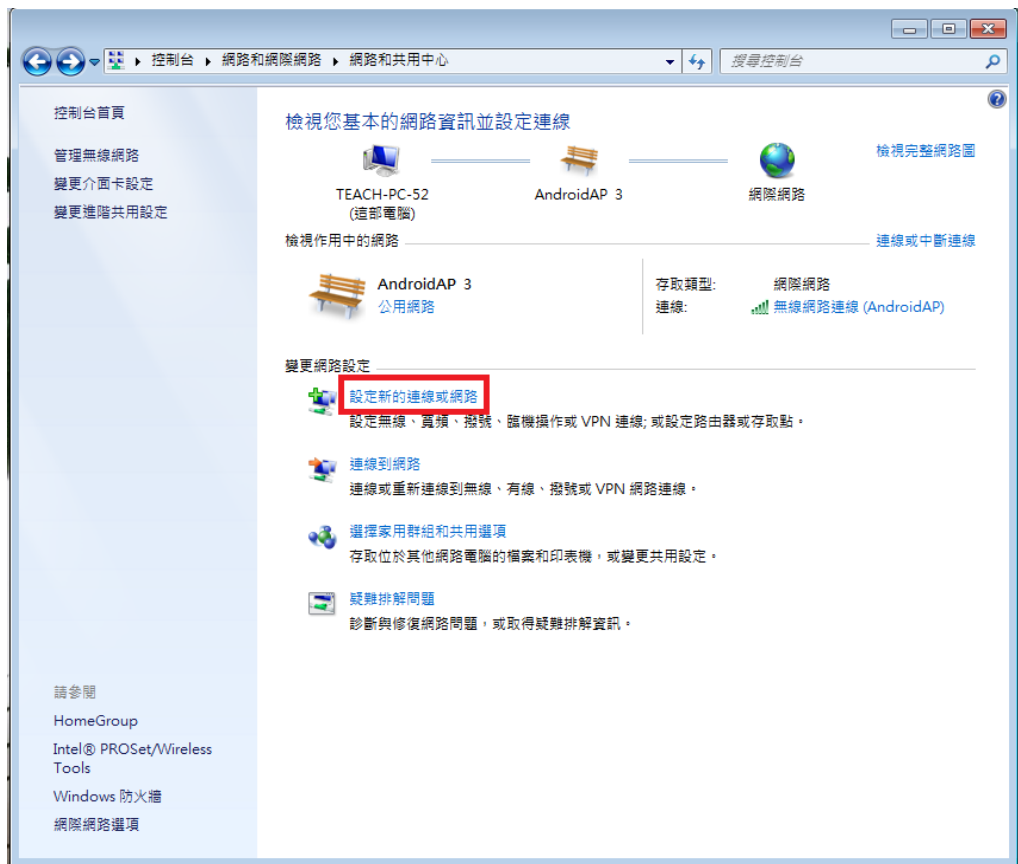 控制台 ▸ 網路和網際網路 ▸ 網路和共用中心
搜尋控制台
控制台首頁
管理無線網路
變更介面卡設定
變更進階共用設定
檢視您基本的網路資訊並設定連線
檢視完整網路圖
TEACH-PC-52
(這部電腦)
AndroidAP 3
網際網路
檢視作用中的網路
連線或中斷連線
AndroidAP 3
公用網路
存取類型: 網際網路
連線: 無線網路連線 (AndroidAP)
變更網路設定
設定新的連線或網路
設定無線、寬頻、撥號、臨機操作或 VPN 連線; 或設定路由器或存取點。
連線到網路
連線或重新連線到無線、有線、撥號或 VPN 網路連線。
選擇家用群組和共用選項
存取位於其他網路電腦的檔案和印表機，或變更共用設定。
疑難排解問題
診斷與修復網路問題，或取得疑難排解資訊。
請參閱
HomeGroup
Intel® PROSet/Wireless
Tools
Windows 防火牆
網際網路選項